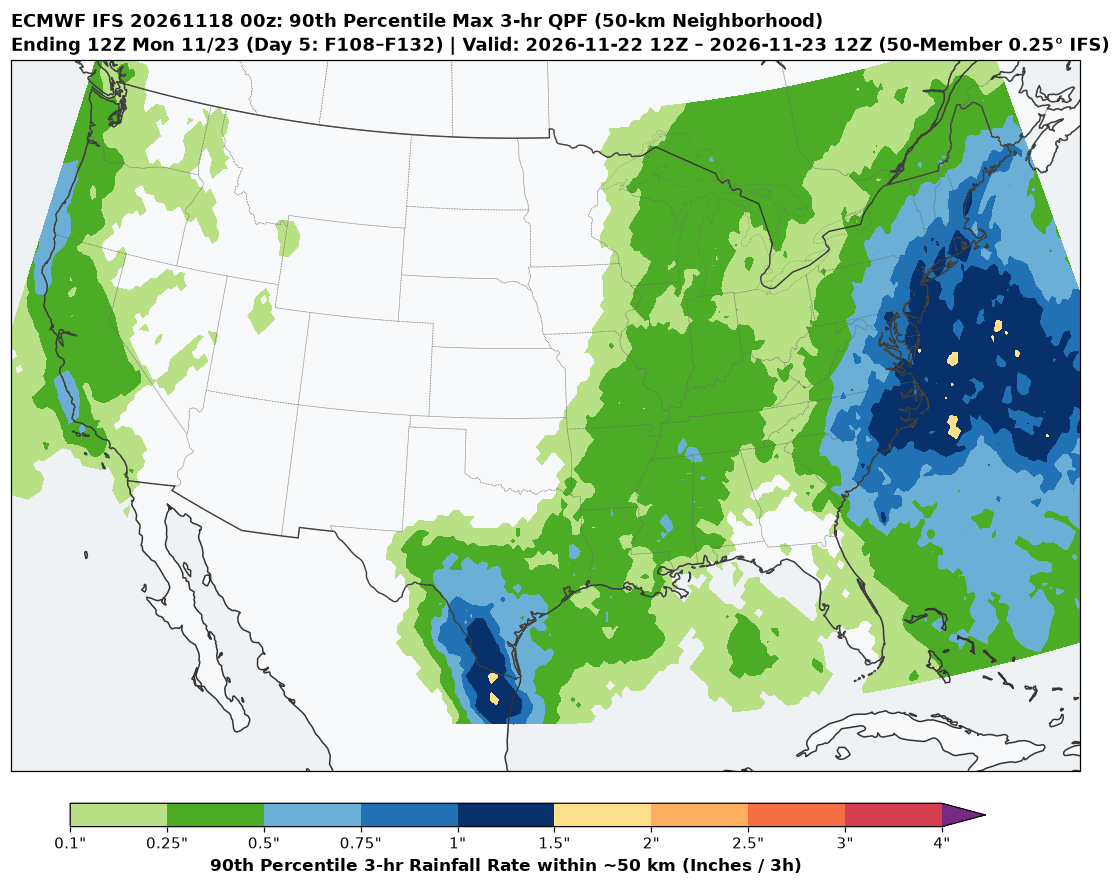 ECMWF IFS 20261118 00z: 90th Percentile Max 3-hr QPF (50-km Neighborhood)
Ending 12Z Mon 11/23 (Day 5: F108–F132) | Valid: 2026-11-22 12Z – 2026-11-23 12Z (50-Member 0.25° IFS)
0.1" 0.25" 0.5" 0.75" 1" 1.5" 2" 2.5" 3" 4"
90th Percentile 3-hr Rainfall Rate within ~50 km (Inches / 3h)